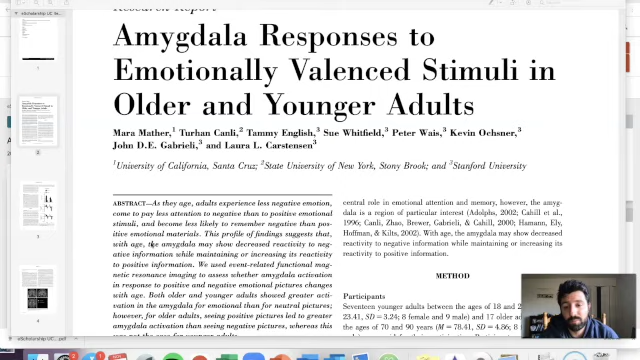 Research Report
Amygdala Responses to
Emotionally Valenced Stimuli in
Older and Younger Adults
Mara Mather,1 Turhan Canli,2 Tammy English,3 Sue Whitfield,3 Peter Wais,3 Kevin Ochsner,3
John D.E. Gabrieli,3 and Laura L. Carstensen3
1University of California, Santa Cruz; 2State University of New York, Stony Brook; and 3Stanford University
ABSTRACT—As they age, adults experience less negative emotion,
come to pay less attention to negative than to positive emotional
stimuli, and become less likely to remember negative than pos-
itive emotional materials. This profile of findings suggests that,
with age, the amygdala may show decreased reactivity to neg-
ative information while maintaining or increasing its reactivity
to positive information. We used event-related functional mag-
netic resonance imaging to assess whether amygdala activation
in response to positive and negative emotional pictures changes
with age. Both older and younger adults showed greater acti-
vation in the amygdala for emotional than for neutral pictures;
however, for older adults, seeing positive pictures led to greater
amygdala activation than seeing negative pictures, whereas this
was not the case for younger adults.
central role in emotional attention and memory, however, the amyg-
dala is a region of particular interest (Adolphs, 2002; Cahill et al.,
1996; Canli, Zhao, Brewer, Gabrieli, & Cahill, 2000; Hamann, Ely,
Hoffman, & Kilts, 2002). With age, the amygdala may show decreased
reactivity to negative information while maintaining or increasing its
reactivity to positive information.
METHOD
Participants
Seventeen younger adults between the ages of 18 and 2
23.41, SD = 3.24; 8 female and 9 male) and 17 older ad
the ages of 70 and 90 years (M = 78.41, SD = 4.86; 8